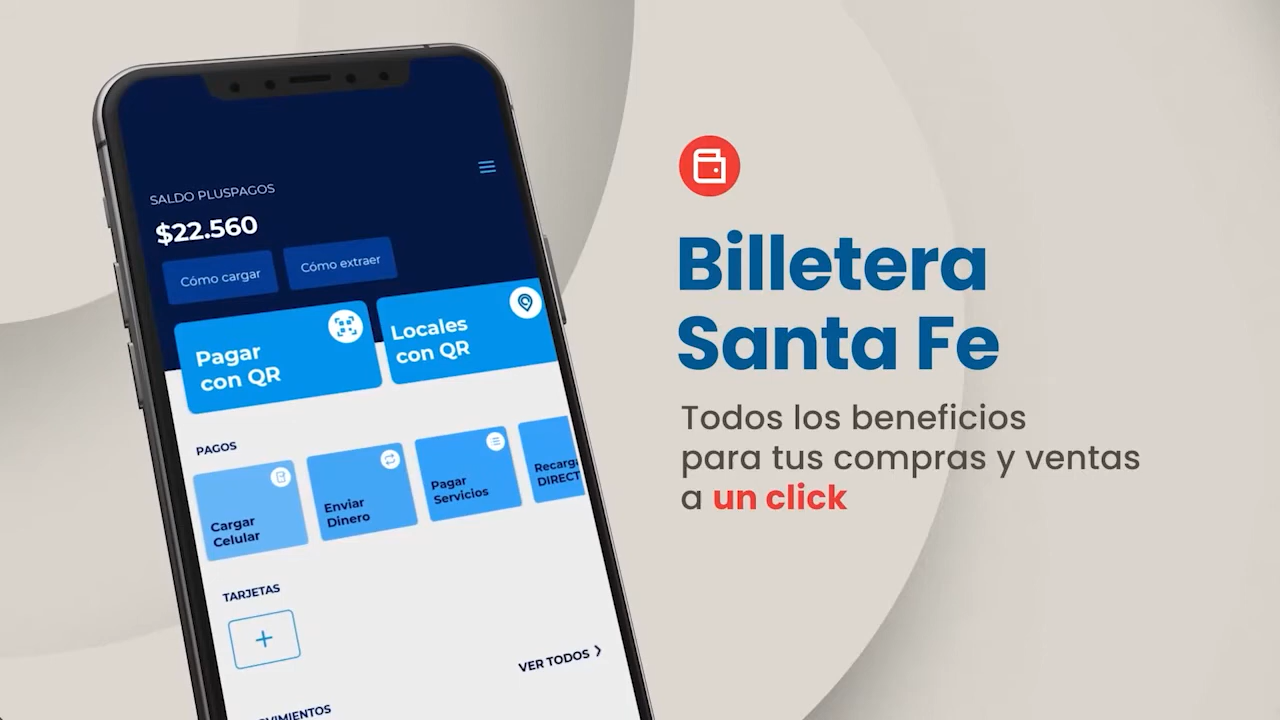 SALDO PLUSPAGOS
$22.560
Cómo cargar
Cómo extraer
Pagar
con QR
Locales
con QR
PAGOS
Cargar
Celular
Enviar
Dinero
Pagar
Servicios
TARJETAS
VER TODOS
Billetera
Santa Fe
Todos los beneficios
para tus compras y ventas
a un click